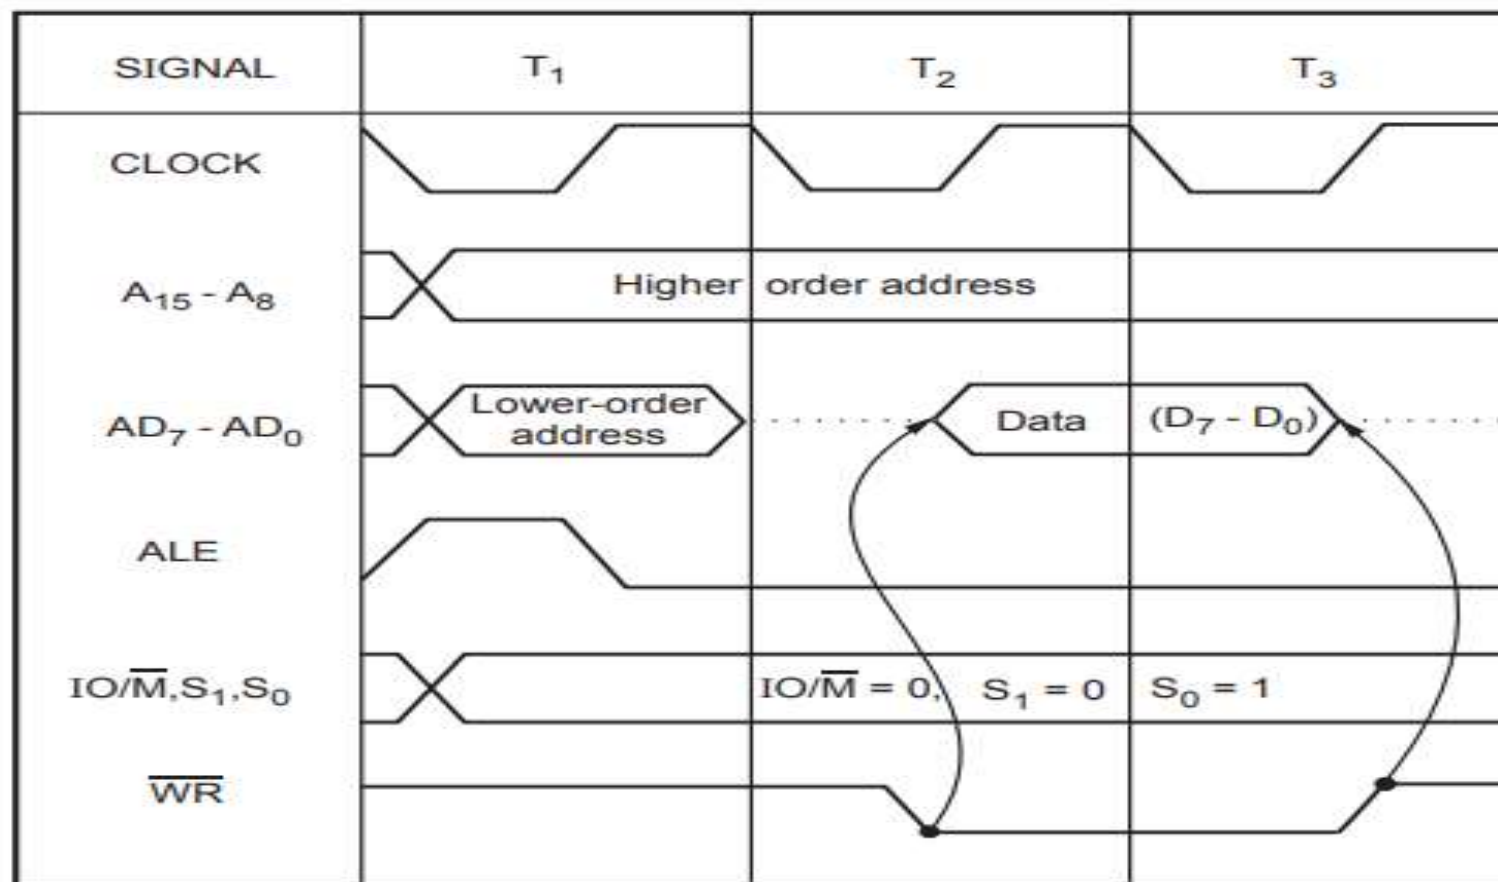 SIGNAL T₁ T₂ T₃
CLOCK
A₁₅ - A₈ Higher order address
AD₇ - AD₀ Lower-order address Data (D₇ - D₀)
ALE
IO/M̅,S₁,S₀ IO/M̅ = 0, S₁ = 0 S₀ = 1
W̅R̅